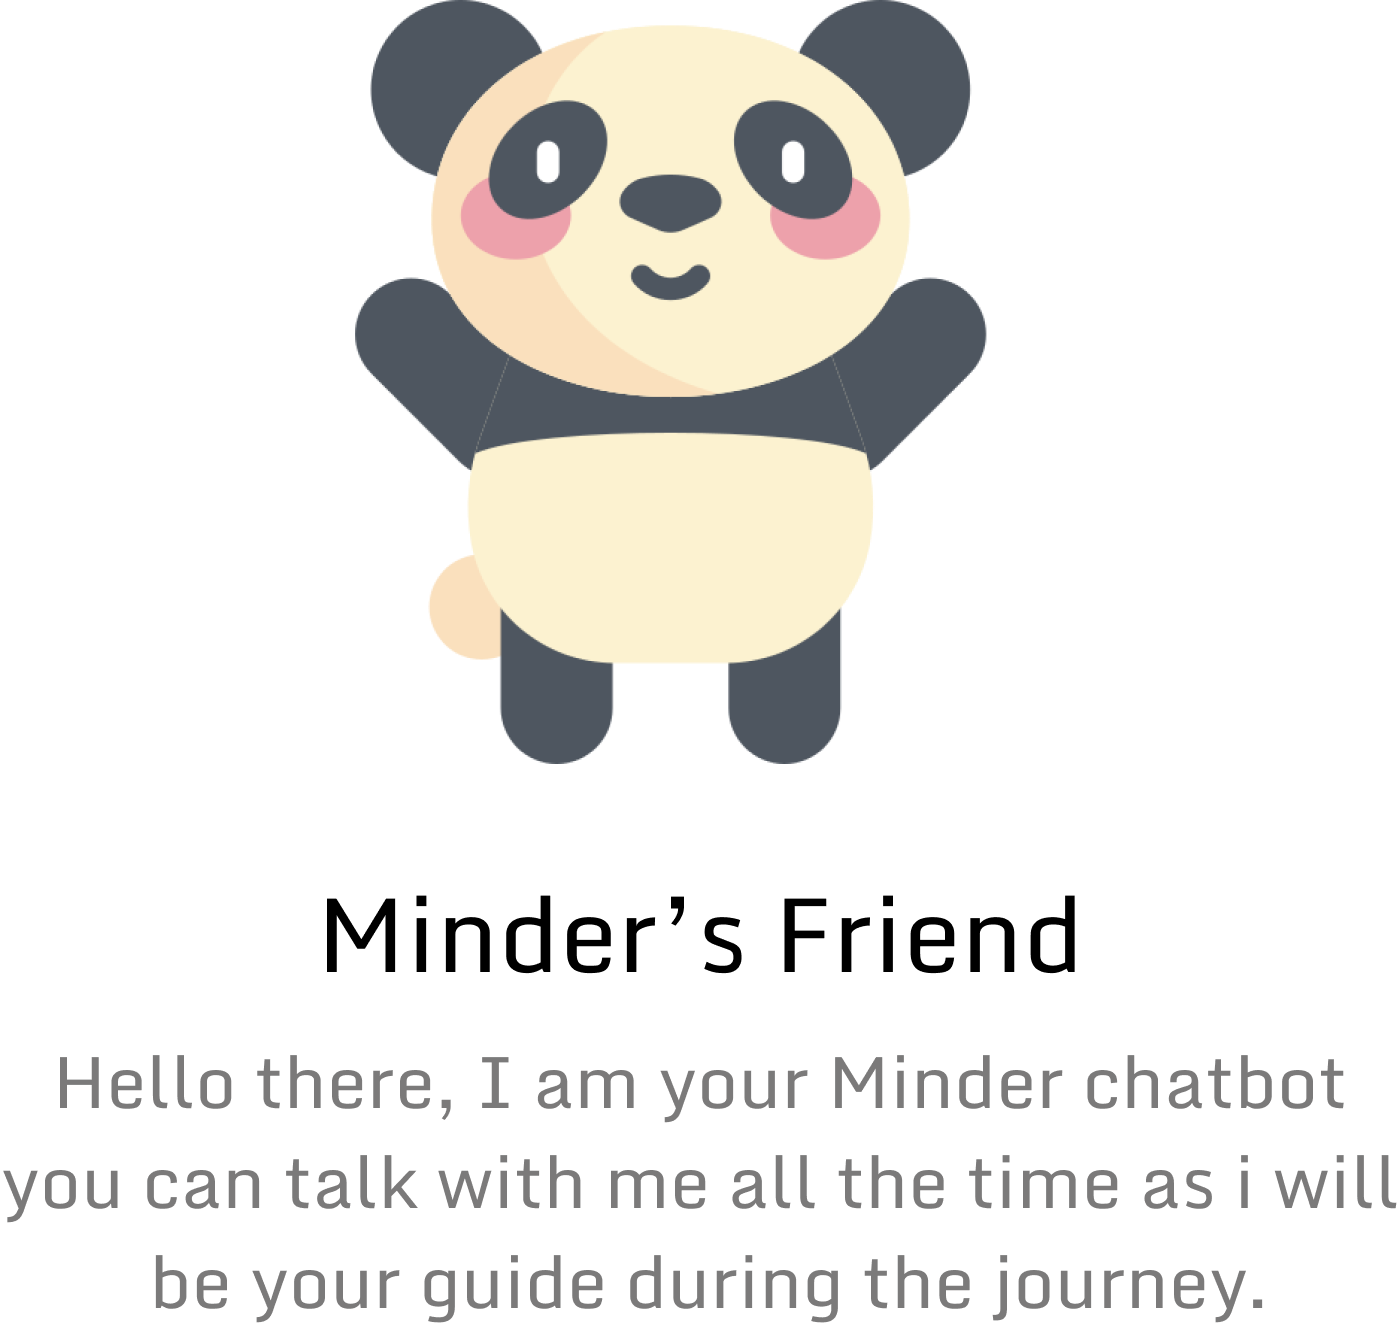 Minder’s Friend
Hello there, I am your Minder chatbot
you can talk with me all the time as i will
be your guide during the journey.